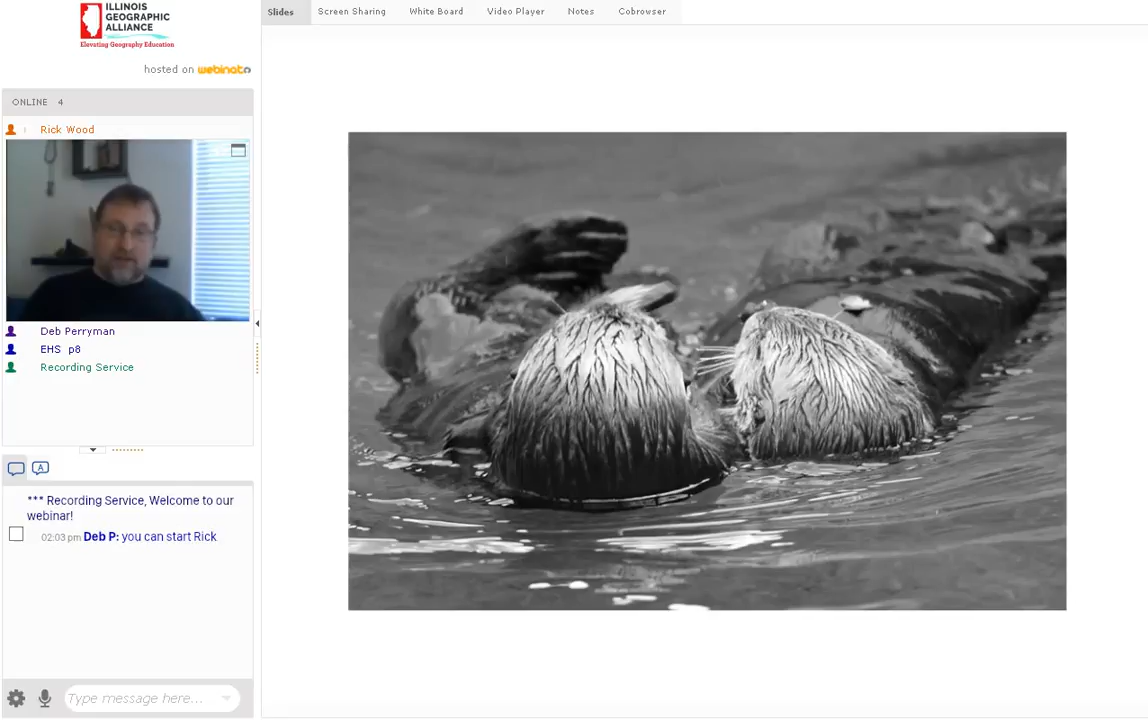 ILLINOIS
GEOGRAPHIC
ALLIANCE
Elevating Geography Education
hosted on webinato
Slides
Screen Sharing
White Board
Video Player
Notes
Cobrowser
ONLINE 4
Rick Wood
Deb Perryman
EHS p8
Recording Service
A
*** Recording Service, Welcome to our
webinar!
02:03 pm Deb P: you can start Rick
Type message here...